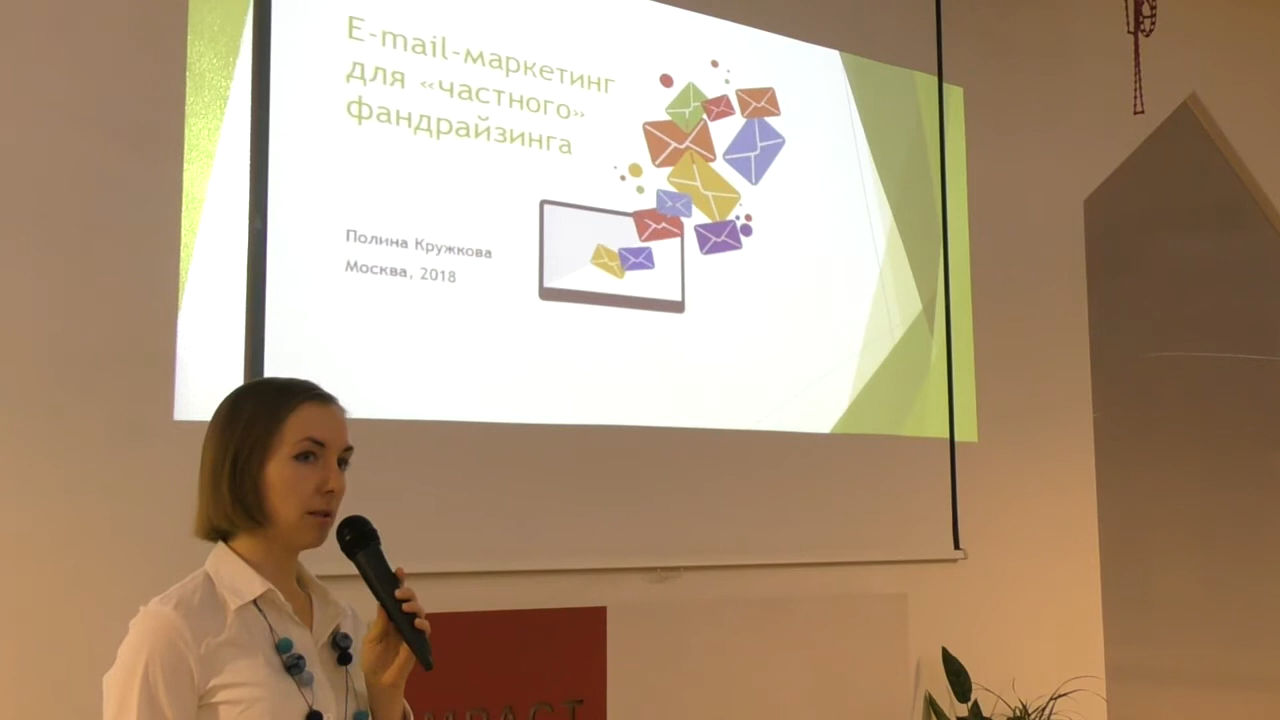 E-mail-маркетинг
для «частного»
фандрайзинга
Полина Кружкова
Москва, 2018